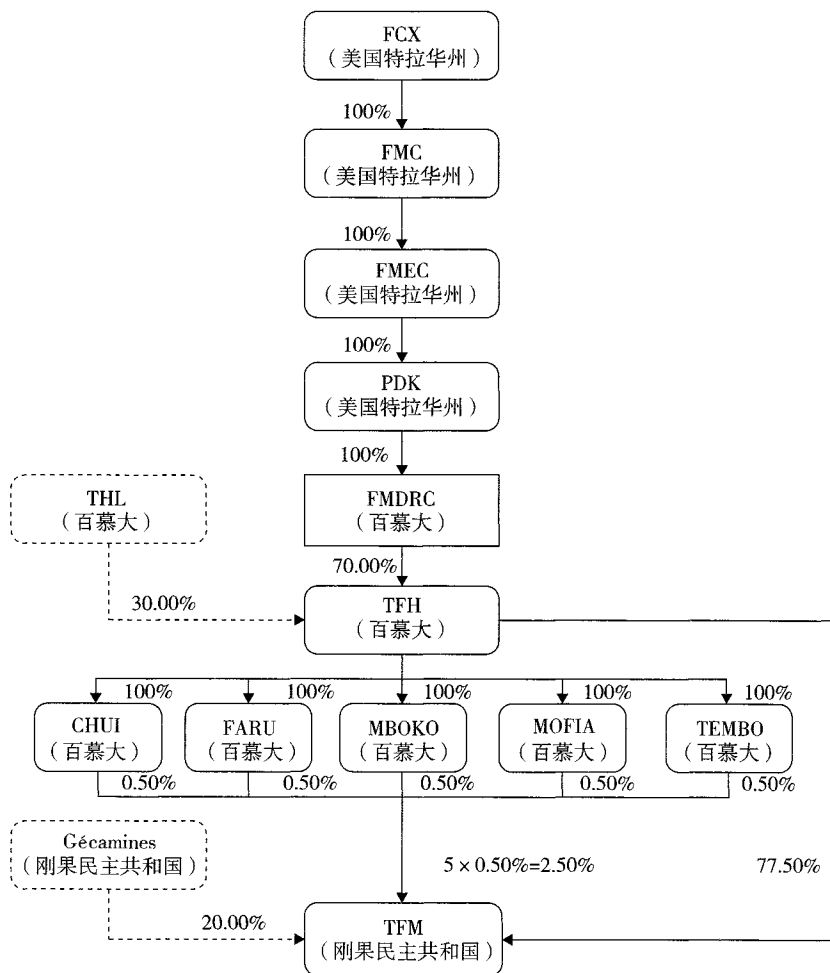 FCX
（美国特拉华州）
100%
FMC
（美国特拉华州）
100%
FMEC
（美国特拉华州）
100%
PDK
（美国特拉华州）
100%
THL
（百慕大）
FMDRC
（百慕大）
70.00%
30.00%
TFH
（百慕大）
100%
100%
100%
100%
100%
CHUI
（百慕大）
FARU
（百慕大）
MBOKO
（百慕大）
MOFIA
（百慕大）
TEMBO
（百慕大）
0.50%
0.50%
0.50%
0.50%
0.50%
Gécamines
（刚果民主共和国）
5×0.50%=2.50%
77.50%
20.00%
TFM
（刚果民主共和国）